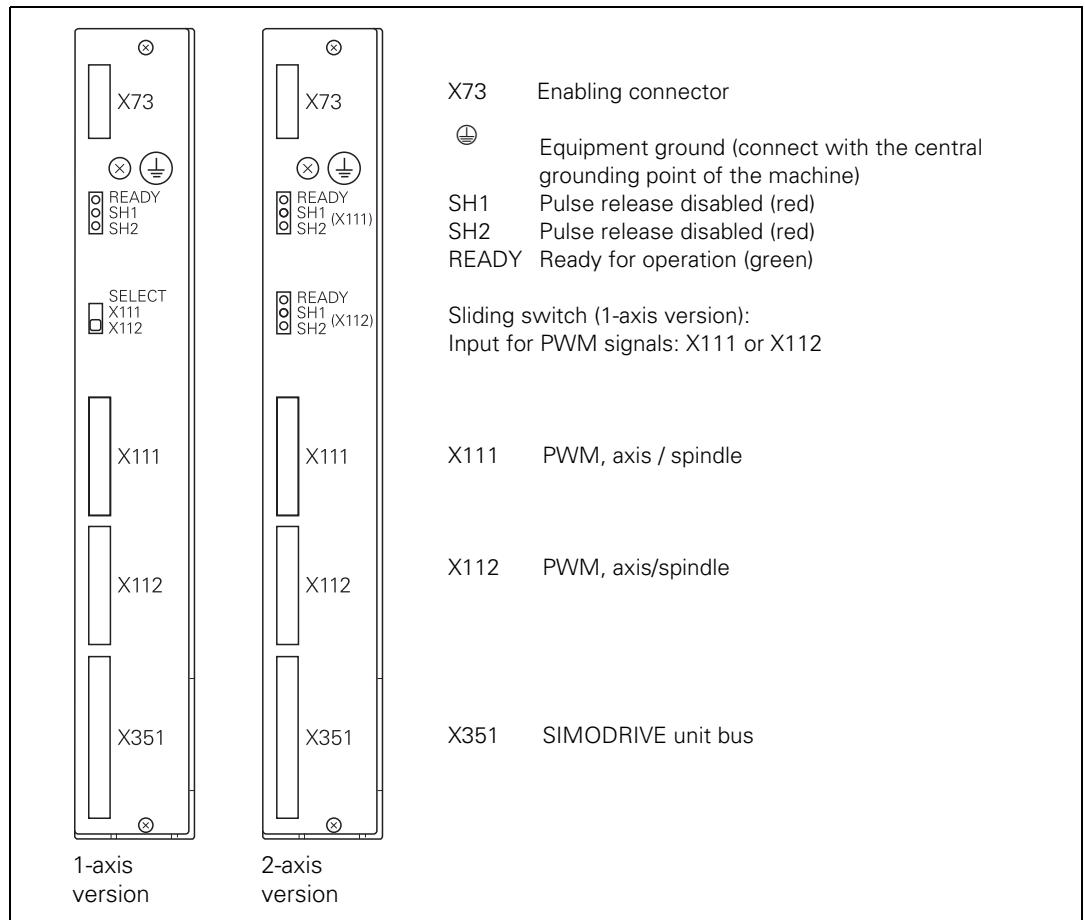 X73
READY
SH1
SH2
SELECT
X111
X112
X111
X112
X351
1-axis
version
X73
READY
SH1 (X111)
SH2
READY
SH1 (X112)
SH2
X111
X112
X351
2-axis
version
X73 Enabling connector
Equipment ground (connect with the central
grounding point of the machine)
SH1 Pulse release disabled (red)
SH2 Pulse release disabled (red)
READY Ready for operation (green)
Sliding switch (1-axis version):
Input for PWM signals: X111 or X112
X111 PWM, axis / spindle
X112 PWM, axis/spindle
X351 SIMODRIVE unit bus